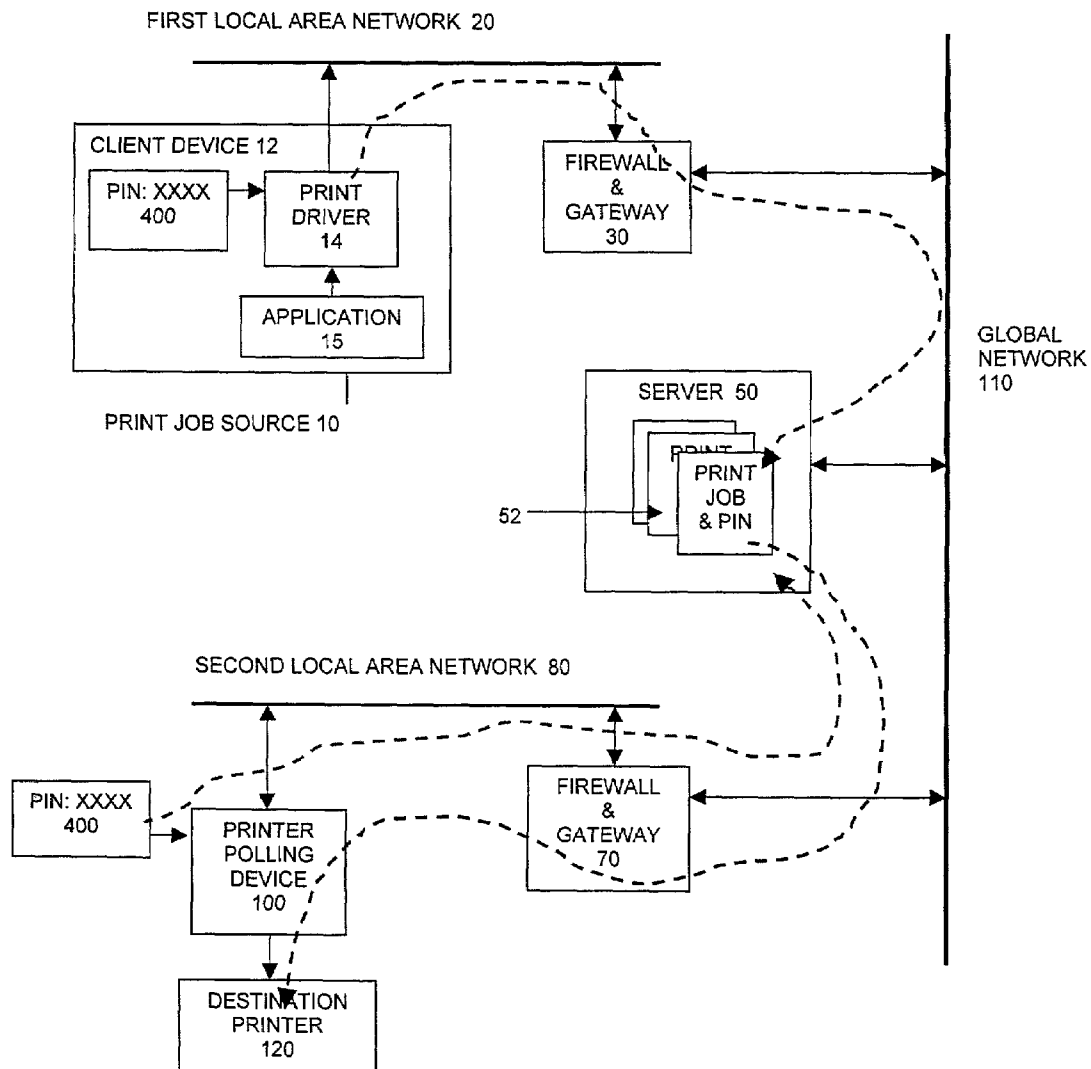 FIRST LOCAL AREA NETWORK 20
CLIENT DEVICE 12
PIN: XXXX
400
PRINT
DRIVER
14
APPLICATION
15
PRINT JOB SOURCE 10
FIREWALL
&
GATEWAY
30
GLOBAL
NETWORK
110
SERVER 50
PRINT
PRINT
JOB
& PIN
52
SECOND LOCAL AREA NETWORK 80
PIN: XXXX
400
PRINTER
POLLING
DEVICE
100
FIREWALL
&
GATEWAY
70
DESTINATION
PRINTER
120